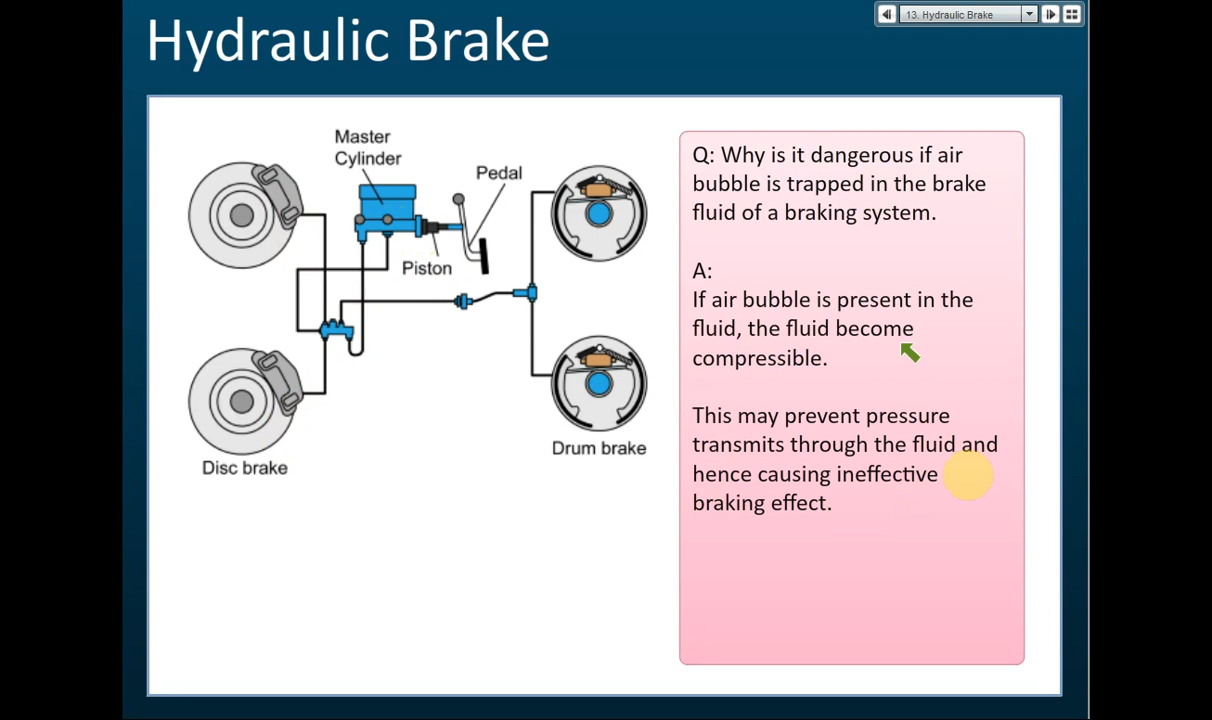 13. Hydraulic Brake
Hydraulic Brake
Master
Cylinder
Pedal
Piston
Disc brake
Drum brake
Q: Why is it dangerous if air
bubble is trapped in the brake
fluid of a braking system.
A:
If air bubble is present in the
fluid, the fluid become
compressible.
This may prevent pressure
transmits through the fluid and
hence causing ineffective
braking effect.